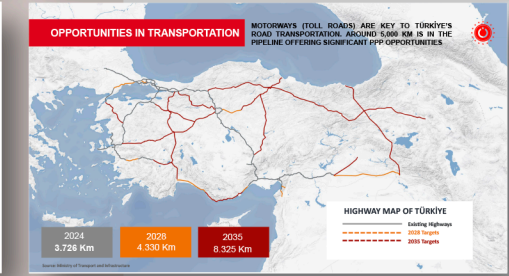 OPPORTUNITIES IN TRANSPORTATION
MOTORWAYS (TOLL ROADS) ARE KEY TO TÜRKİYE'S
ROAD TRANSPORTATION. AROUND 5,000 KM IS IN THE
PIPELINE OFFERING SIGNIFICANT PPP OPPORTUNITIES
HIGHWAY MAP OF TÜRKİYE
Existing Highways
2028 Targets
2035 Targets
2024
3.726 Km
2028
4.330 Km
2035
8.325 Km
Source: Ministry of Transport and Infrastructure